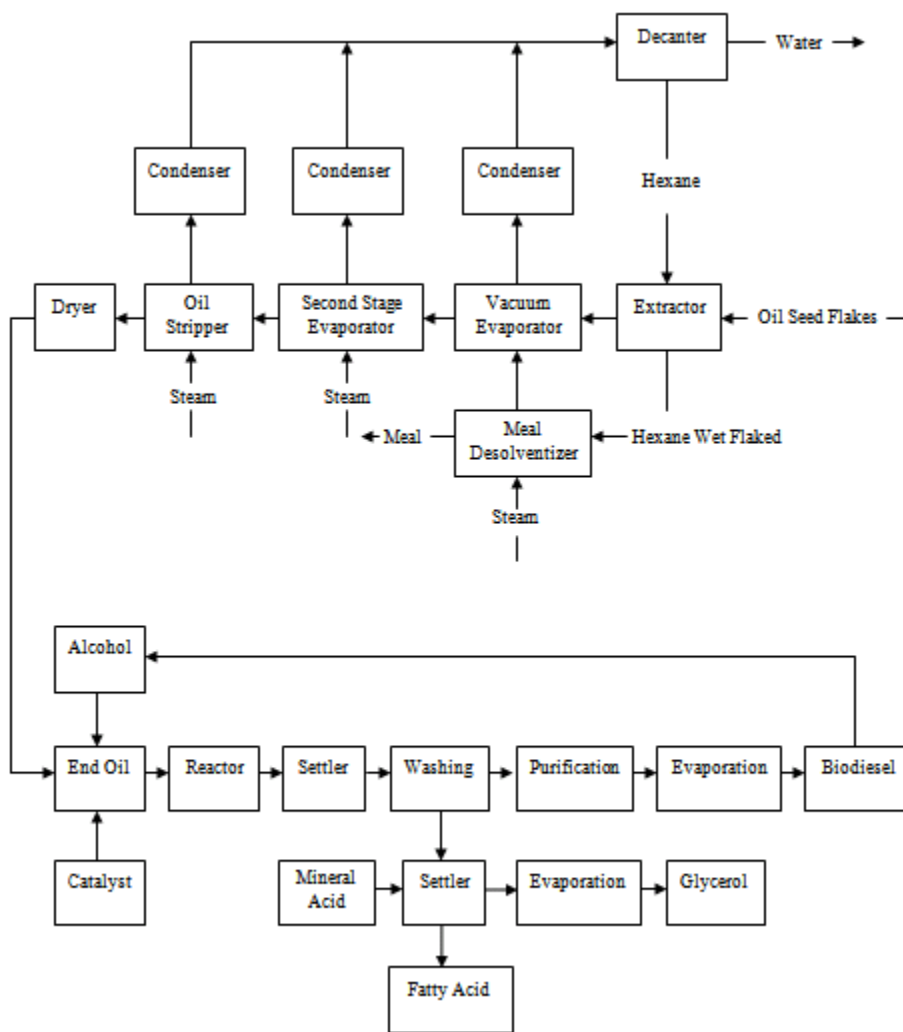 Decanter
Water
Condenser
Condenser
Condenser
Hexane
Dryer
Oil
Stripper
Second Stage
Evaporator
Vacuum
Evaporator
Extractor
Oil Seed Flakes
Steam
Steam
Meal
Meal
Desolventizer
Hexane Wet Flaked
Steam
Alcohol
End Oil
Reactor
Settler
Washing
Purification
Evaporation
Biodiesel
Catalyst
Mineral
Acid
Settler
Evaporation
Glycerol
Fatty Acid